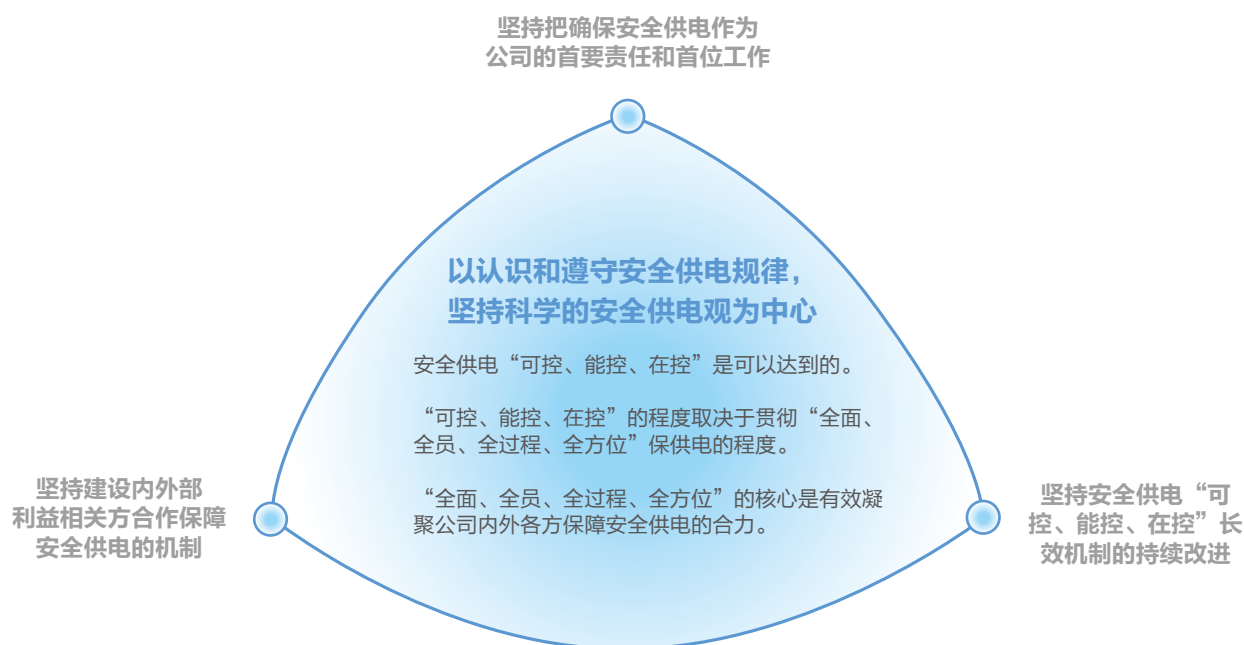 坚持把确保安全供电作为
公司的首要责任和首位工作
以认识和遵守安全供电规律，
坚持科学的安全供电观为中心
安全供电“可控、能控、在控”是可以达到的。
“可控、能控、在控”的程度取决于贯彻“全面、
全员、全过程、全方位”保供电的程度。
“全面、全员、全过程、全方位”的核心是有效凝
聚公司内外各方保障安全供电的合力。
坚持建设内外部
利益相关方合作保障
安全供电的机制
坚持安全供电“可
控、能控、在控”长
效机制的持续改进